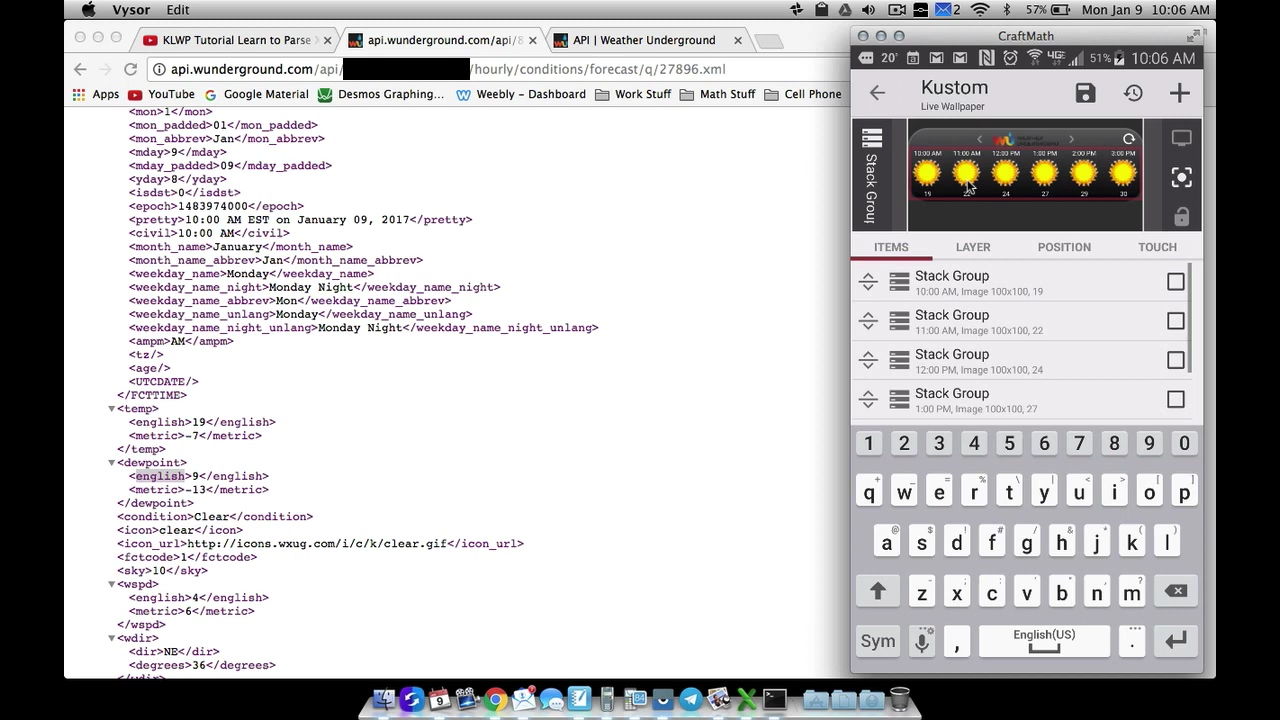 Vysor Edit
2 57% Mon Jan 9 10:06 AM
KLWP Tutorial Learn to Parse
api.wunderground.com/api/8
API | Weather Underground
api.wunderground.com/api/ /hourly/conditions/forecast/q/27896.xml
Apps YouTube Google Material Desmos Graphing... Weebly - Dashboard Work Stuff Math Stuff Cell Phone
<mon>1</mon>
<mon_padded>01</mon_padded>
<mon_abbrev>Jan</mon_abbrev>
<mday>9</mday>
<mday_padded>09</mday_padded>
<yday>8</yday>
<isdst>0</isdst>
<epoch>1483974000</epoch>
<pretty>10:00 AM EST on January 09, 2017</pretty>
<civil>10:00 AM</civil>
<month_name>January</month_name>
<month_name_abbrev>Jan</month_name_abbrev>
<weekday_name>Monday</weekday_name>
<weekday_name_night>Monday Night</weekday_name_night>
<weekday_name_abbrev>Mon</weekday_name_abbrev>
<weekday_name_unlang>Monday</weekday_name_unlang>
<weekday_name_night_unlang>Monday Night</weekday_name_night_unlang>
<ampm>AM</ampm>
<tz/>
<age/>
<UTCDATE/>
</FCTTIME>
<temp>
<english>19</english>
<metric>-7</metric>
</temp>
<dewpoint>
<english>9</english>
<metric>-13</metric>
</dewpoint>
<condition>Clear</condition>
<icon>clear</icon>
<icon_url>http://icons.wxug.com/i/c/k/clear.gif</icon_url>
<fctcode>1</fctcode>
<sky>10</sky>
<wspd>
<english>4</english>
<metric>6</metric>
</wspd>
<wdir>
<dir>NE</dir>
<degrees>36</degrees>
</wdir>
CraftMath
20° 4G 51% 10:06 AM
Kustom
Live Wallpaper
Stack Group
10:00 AM 11:00 AM 12:00 PM 1:00 PM 2:00 PM 3:00 PM
19 24 27 29 30
ITEMS LAYER POSITION TOUCH
Stack Group
10:00 AM, Image 100x100, 19
Stack Group
11:00 AM, Image 100x100, 22
Stack Group
12:00 PM, Image 100x100, 24
Stack Group
1:00 PM, Image 100x100, 27
1 2 3 4 5 6 7 8 9 0
q w e r t y u i o p
a s d f g h j k l
z x c v b n m
Sym , English(US) .